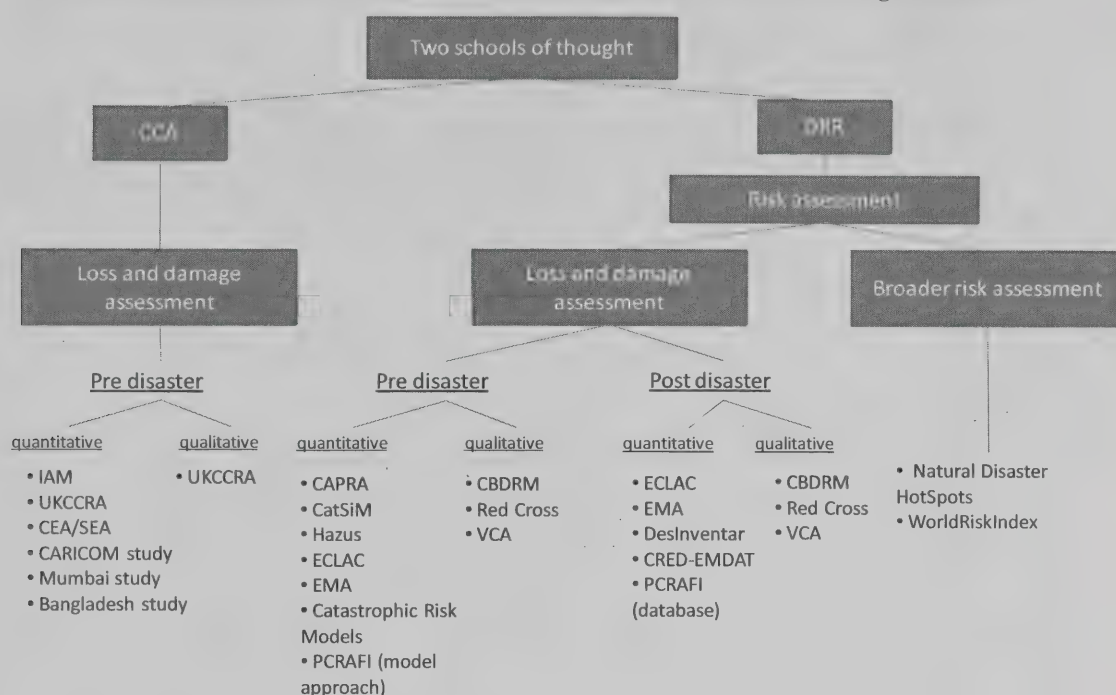 Two schools of thought
CCA
DRR
Risk assessment
Loss and damage
assessment
Loss and damage
assessment
Broader risk assessment
Pre disaster
Pre disaster
Post disaster
quantitative
qualitative
quantitative
qualitative
quantitative
qualitative
• IAM
• UKCCRA
• CEA/SEA
• CARICOM study
• Mumbai study
• Bangladesh study
• UKCCRA
• CAPRA
• CatSiM
• Hazus
• ECLAC
• EMA
• Catastrophic Risk
Models
• PCRAFI (model
approach)
• CBDRM
• Red Cross
• VCA
• ECLAC
• EMA
• DesInventar
• CRED-EMDAT
• PCRAFI
(database)
• CBDRM
• Red Cross
• VCA
• Natural Disaster
HotSpots
• WorldRiskIndex